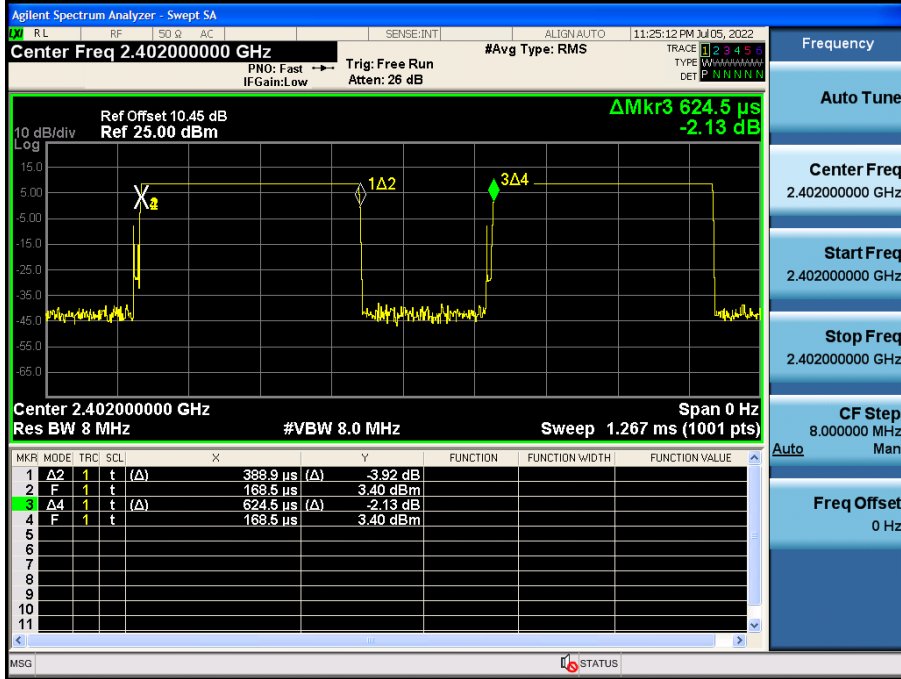 Agilent Spectrum Analyzer - Swept SA
LXI RL RF 50 Ω AC SENSE:INT ALIGN AUTO 11:25:12 PM Jul 05, 2022
Center Freq 2.402000000 GHz #Avg Type: RMS TRACE 1 2 3 4 5 6
PNO: Fast Trig: Free Run TYPE WWWWWW
IFGain:Low Atten: 26 dB DET P N N N N N
Frequency
Auto Tune
Center Freq
2.402000000 GHz
Start Freq
2.402000000 GHz
Stop Freq
2.402000000 GHz
CF Step
8.000000 MHz
Auto Man
Freq Offset
0 Hz
ΔMkr3 624.5 µs
-2.13 dB
Ref Offset 10.45 dB
10 dB/div Ref 25.00 dBm
Log
15.0
5.00
-5.00
-15.0
-25.0
-35.0
-45.0
-55.0
-65.0
1Δ2
3Δ4
Center 2.402000000 GHz Span 0 Hz
Res BW 8 MHz #VBW 8.0 MHz Sweep 1.267 ms (1001 pts)
MKR MODE TRC SCL X Y FUNCTION FUNCTION WIDTH FUNCTION VALUE
1 Δ2 1 t (Δ) 388.9 µs (Δ) -3.92 dB
2 F 1 t 168.5 µs 3.40 dBm
3 Δ4 1 t (Δ) 624.5 µs (Δ) -2.13 dB
4 F 1 t 168.5 µs 3.40 dBm
5
6
7
8
9
10
11
MSG STATUS